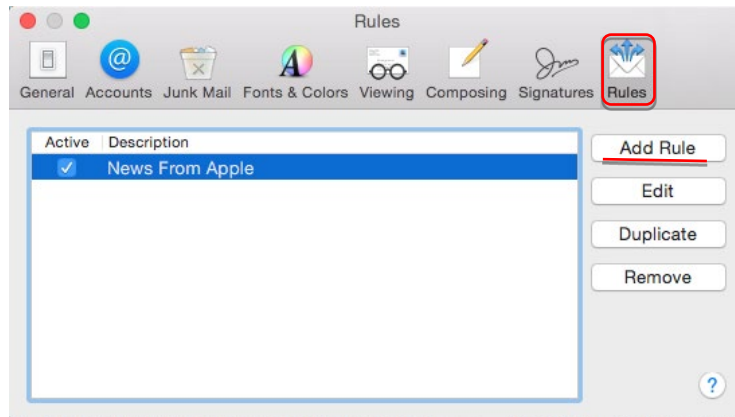 Rules
General Accounts Junk Mail Fonts & Colors Viewing Composing Signatures Rules
Active Description
Add Rule
News From Apple
Edit
Duplicate
Remove
?